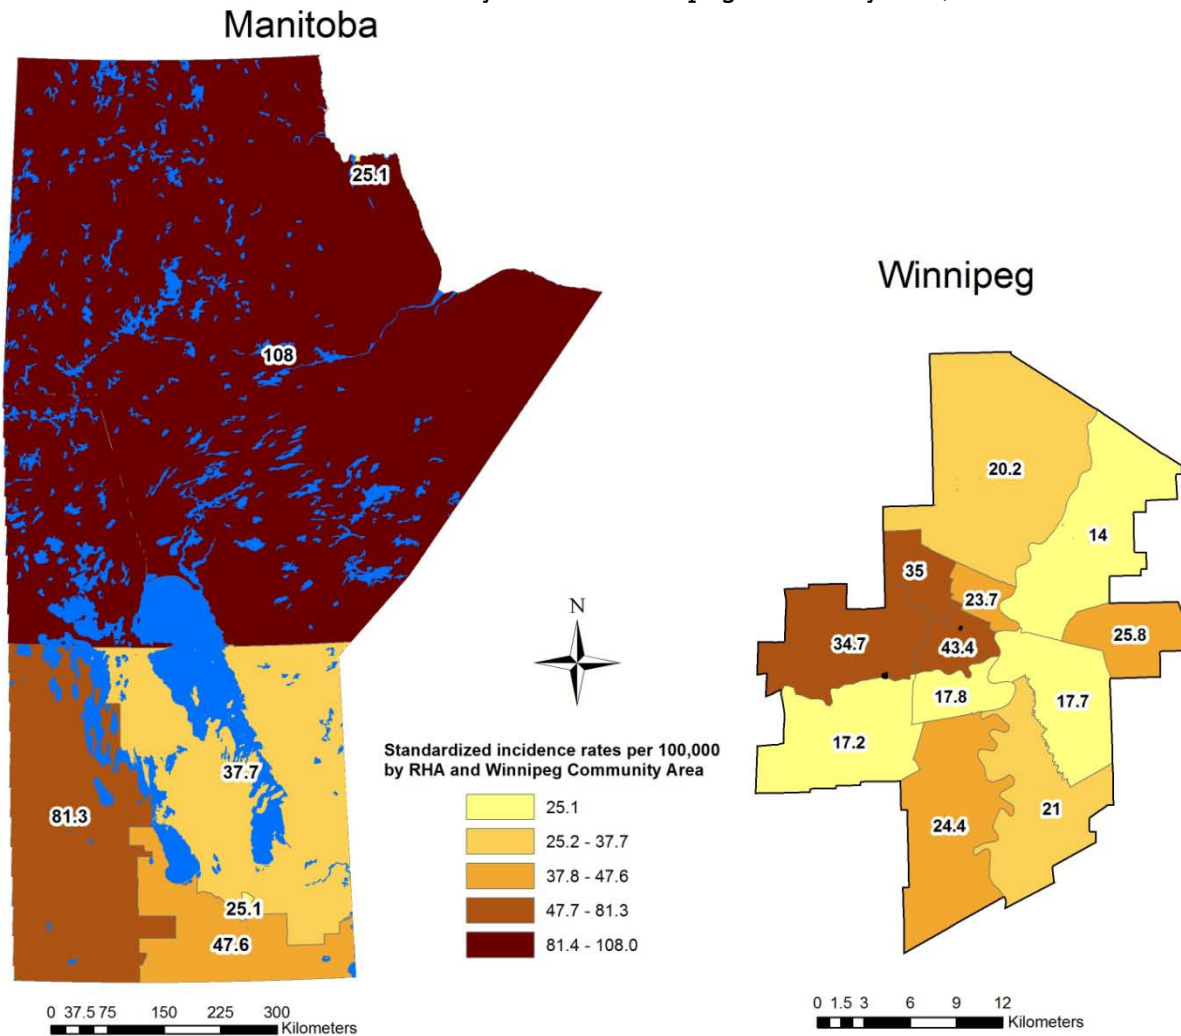 Manitoba
25.1
108
37.7
81.3
25.1
47.6
0 37.5 75 150 225 300
Kilometers
N
Standardized incidence rates per 100,000
by RHA and Winnipeg Community Area
25.1
25.2 - 37.7
37.8 - 47.6
47.7 - 81.3
81.4 - 108.0
Winnipeg
20.2
14
35
23.7
25.8
34.7
43.4
17.8
17.7
17.2
24.4
21
0 1.5 3 6 9 12
Kilometers